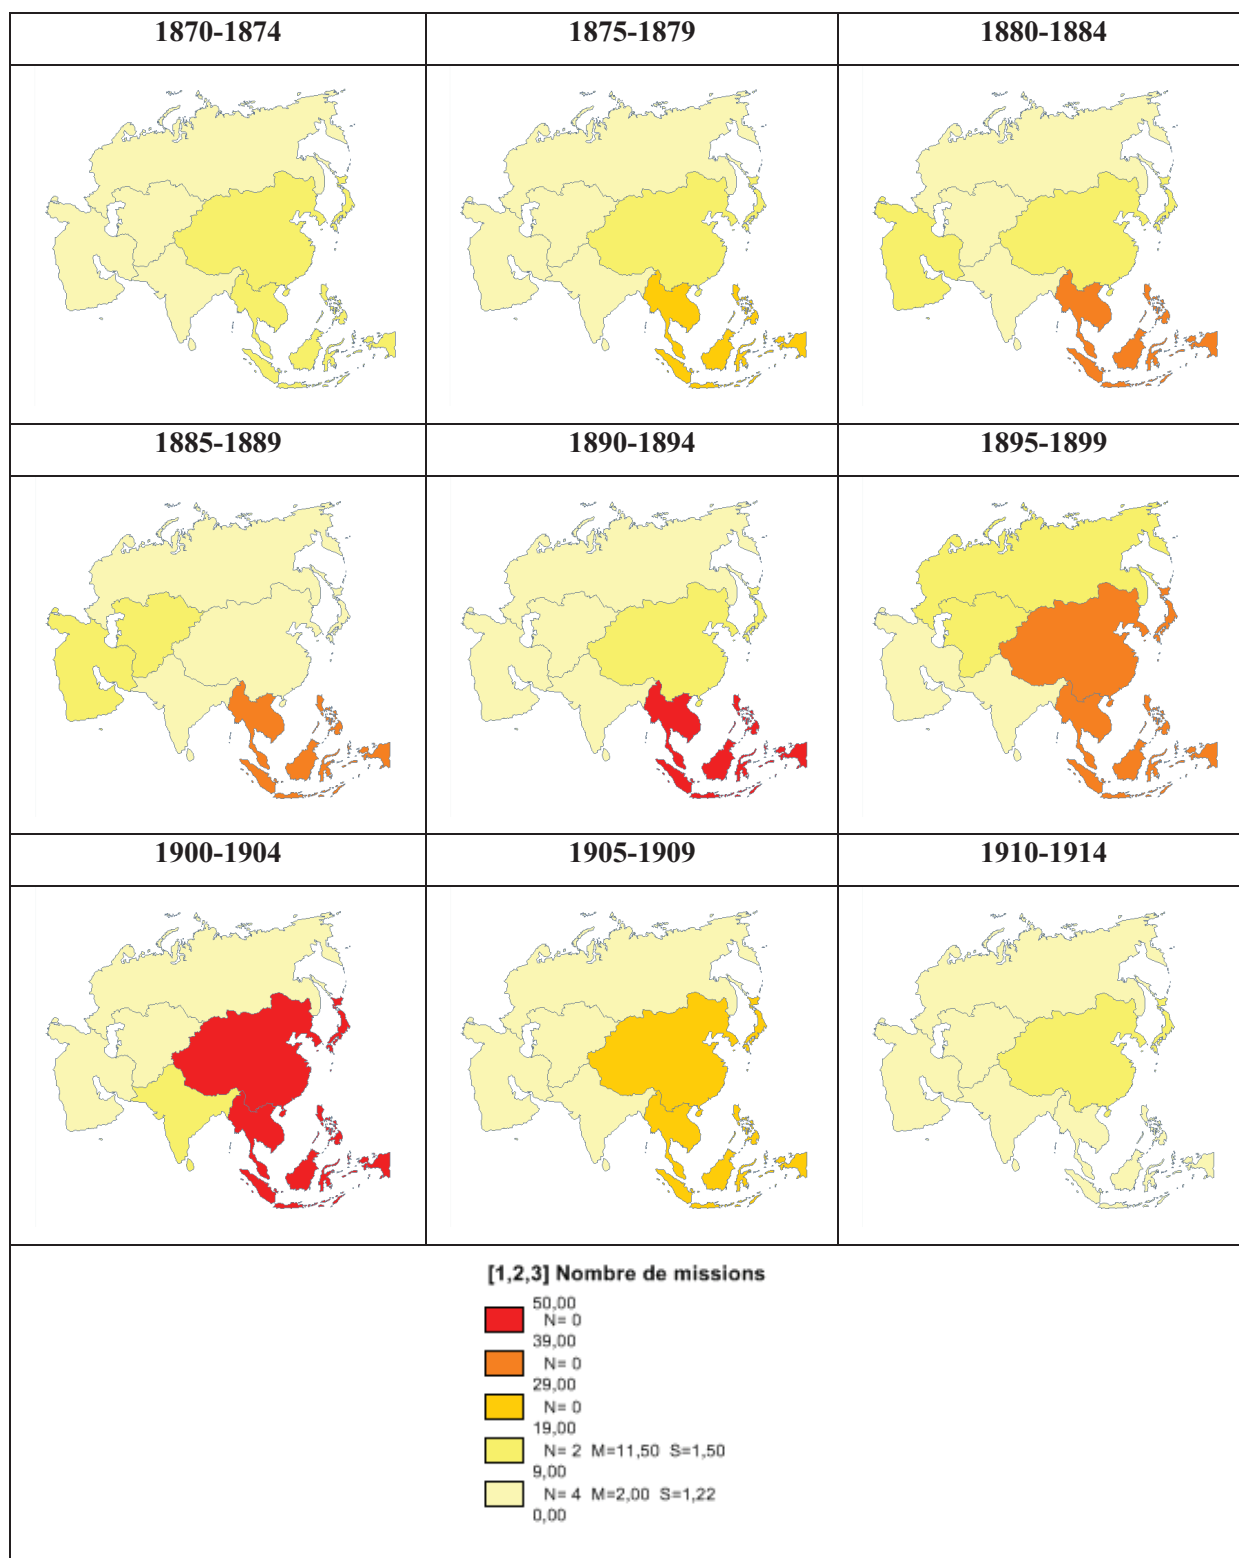 1870-1874
1875-1879
1880-1884
1885-1889
1890-1894
1895-1899
1900-1904
1905-1909
1910-1914
[1,2,3] Nombre de missions
50,00
N= 0
39,00
N= 0
29,00
N= 0
19,00
N= 2 M=11,50 S=1,50
9,00
N= 4 M=2,00 S=1,22
0,00